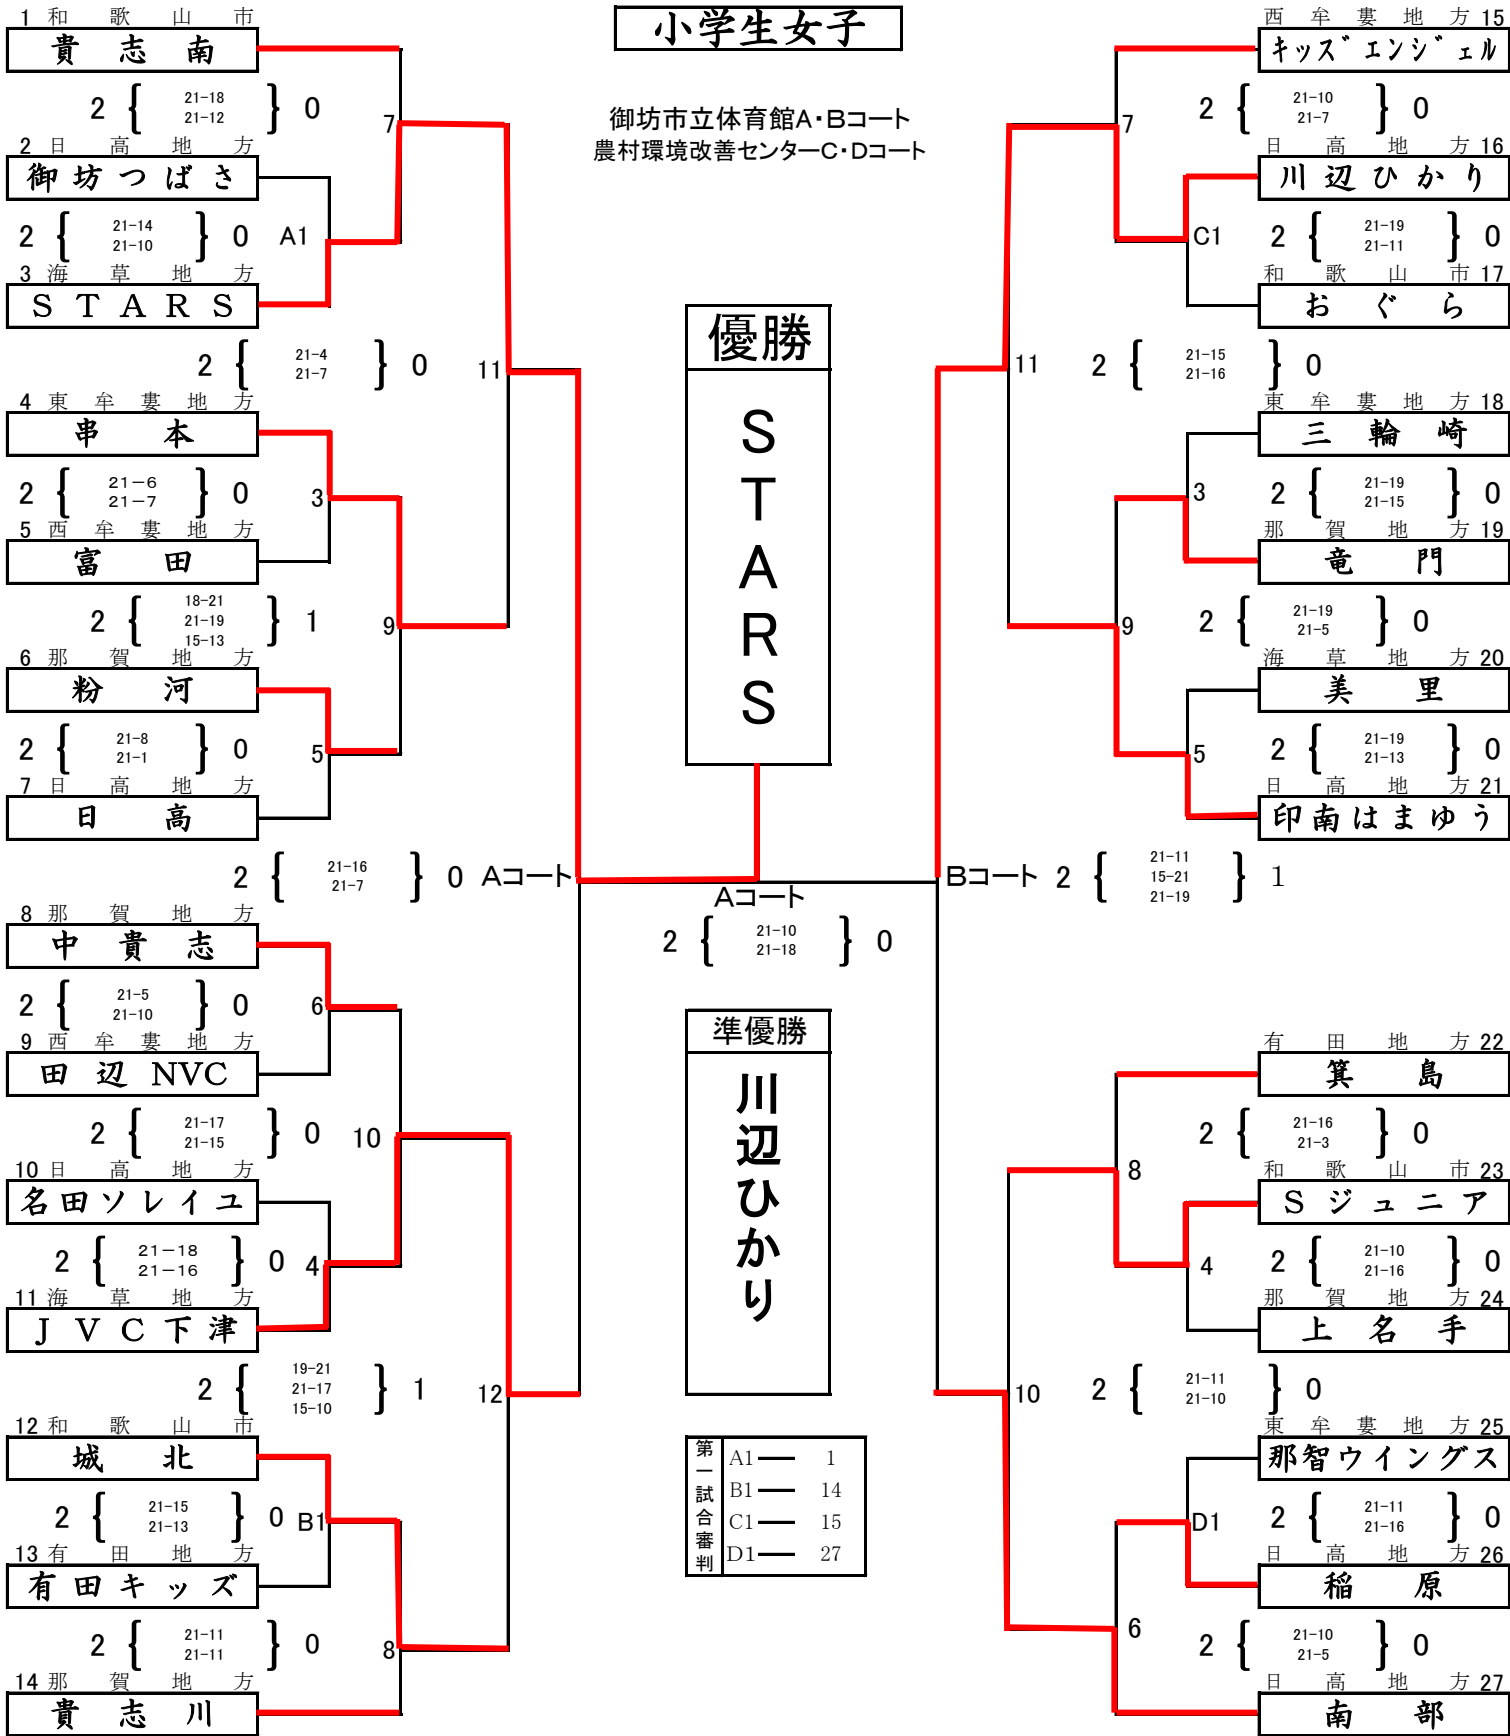 小学生女子
御坊市立体育館A・Bコート
農村環境改善センターC・Dコート
1 和歌山市
貴志南
2 { 21-18 21-12 } 0
7
2 日高地方
御坊つばさ
2 { 21-14 21-10 } 0
A1
3 海草地方
STARS
2 { 21-4 21-7 } 0
11
4 東牟婁地方
串本
2 { 21-6 21-7 } 0
3
5 西牟婁地方
富田
2 { 18-21 21-19 15-13 } 1
9
6 那賀地方
粉河
2 { 21-8 21-1 } 0
5
7 日高地方
日高
2 { 21-16 21-7 } 0 Aコート
8 那賀地方
中貴志
2 { 21-5 21-10 } 0
6
9 西牟婁地方
田辺NVC
2 { 21-17 21-15 } 0
10
10 日高地方
名田ソレイユ
2 { 21-18 21-16 } 0
4
11 海草地方
JVC下津
2 { 19-21 21-17 15-10 } 1
12
12 和歌山市
城北
2 { 21-15 21-13 } 0
B1
13 有田地方
有田キッズ
2 { 21-11 21-11 } 0
8
14 那賀地方
貴志川
優勝
STARS
Aコート
2 { 21-10 21-18 } 0
準優勝
川辺ひかり
第一試合審判
A1 ― 1
B1 ― 14
C1 ― 15
D1 ― 27
西牟婁地方 15
キッズエンジェル
7
2 { 21-10 21-7 } 0
日高地方 16
川辺ひかり
C1
2 { 21-19 21-11 } 0
和歌山市 17
おぐら
11
2 { 21-15 21-16 } 0
東牟婁地方 18
三輪崎
3
2 { 21-19 21-15 } 0
那賀地方 19
竜門
9
2 { 21-19 21-5 } 0
海草地方 20
美里
5
2 { 21-19 21-13 } 0
日高地方 21
印南はまゆう
Bコート 2 { 21-11 15-21 21-19 } 1
有田地方 22
箕島
2 { 21-16 21-3 } 0
8
和歌山市 23
Sジュニア
4
2 { 21-10 21-16 } 0
那賀地方 24
上名手
10
2 { 21-11 21-10 } 0
東牟婁地方 25
那智ウイングス
D1
2 { 21-11 21-16 } 0
日高地方 26
稲原
6
2 { 21-10 21-5 } 0
日高地方 27
南部